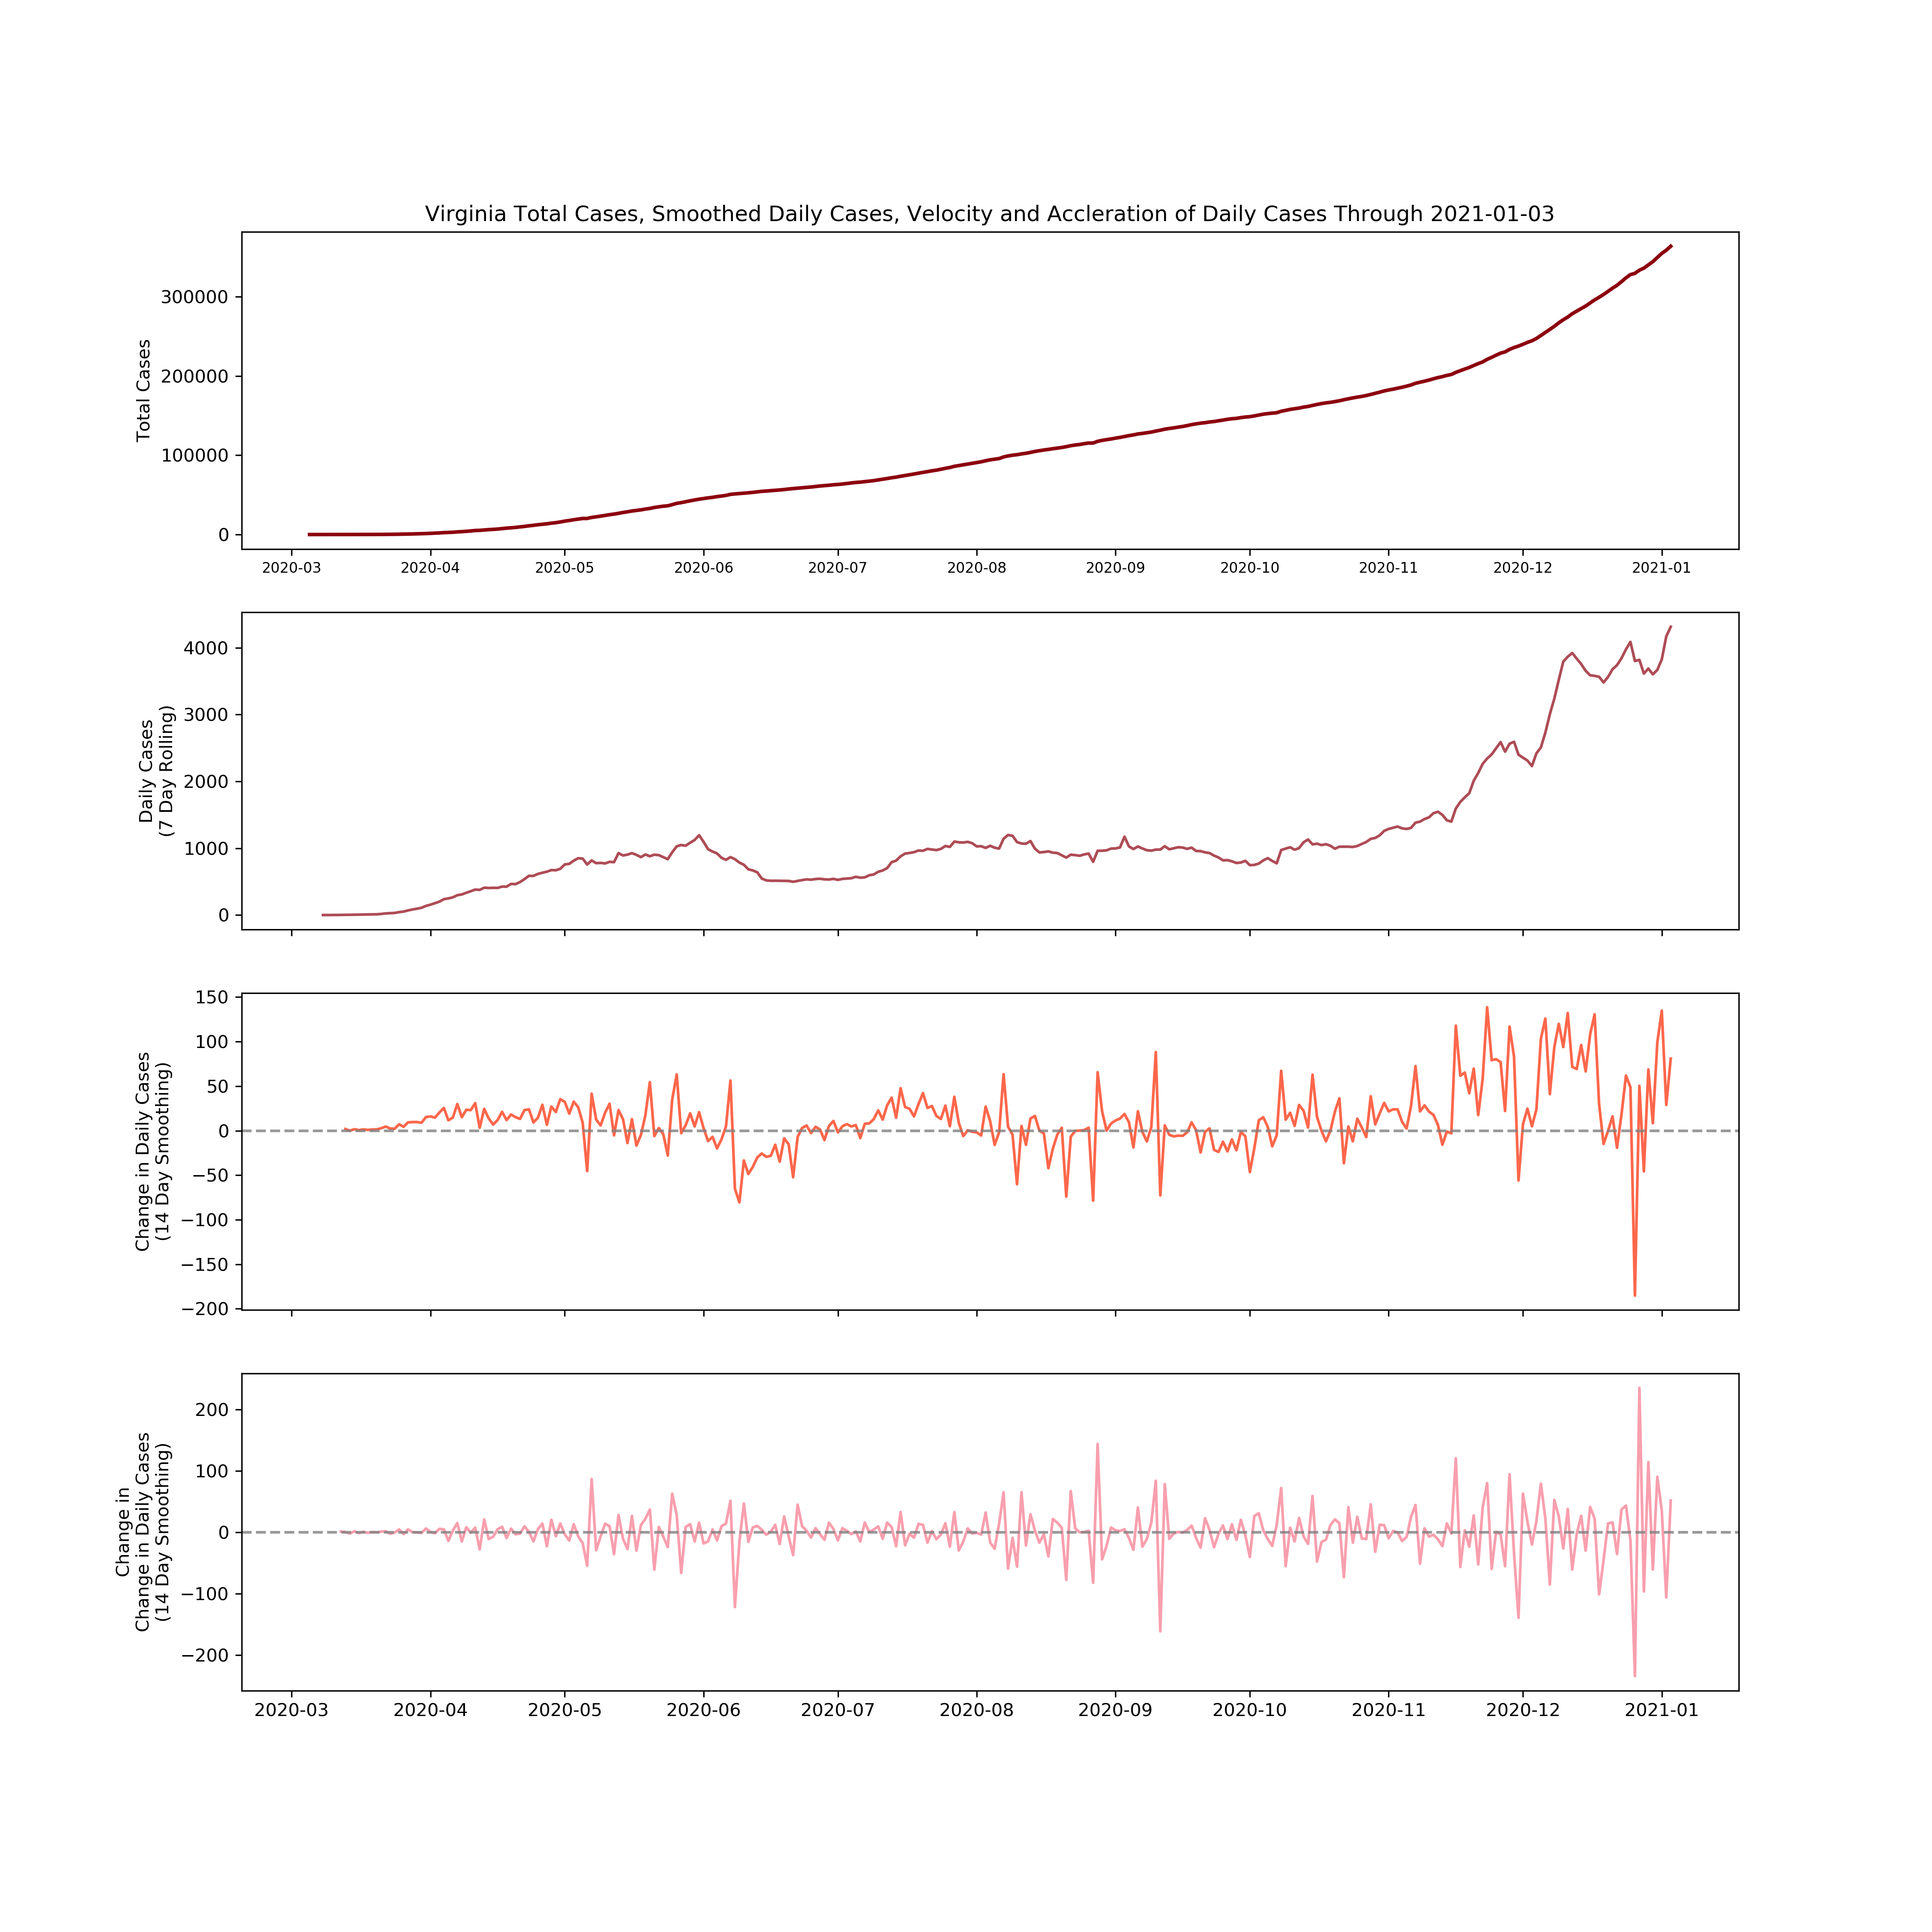 Virginia Total Cases, Smoothed Daily Cases, Velocity and Accleration of Daily Cases Through 2021-01-03
Total Cases
300000
200000
100000
0
2020-03 2020-04 2020-05 2020-06 2020-07 2020-08 2020-09 2020-10 2020-11 2020-12 2021-01
Daily Cases
(7 Day Rolling)
4000
3000
2000
1000
0
Change in Daily Cases
(14 Day Smoothing)
150
100
50
0
−50
−100
−150
−200
Change in
Change in Daily Cases
(14 Day Smoothing)
200
100
0
−100
−200
2020-03 2020-04 2020-05 2020-06 2020-07 2020-08 2020-09 2020-10 2020-11 2020-12 2021-01